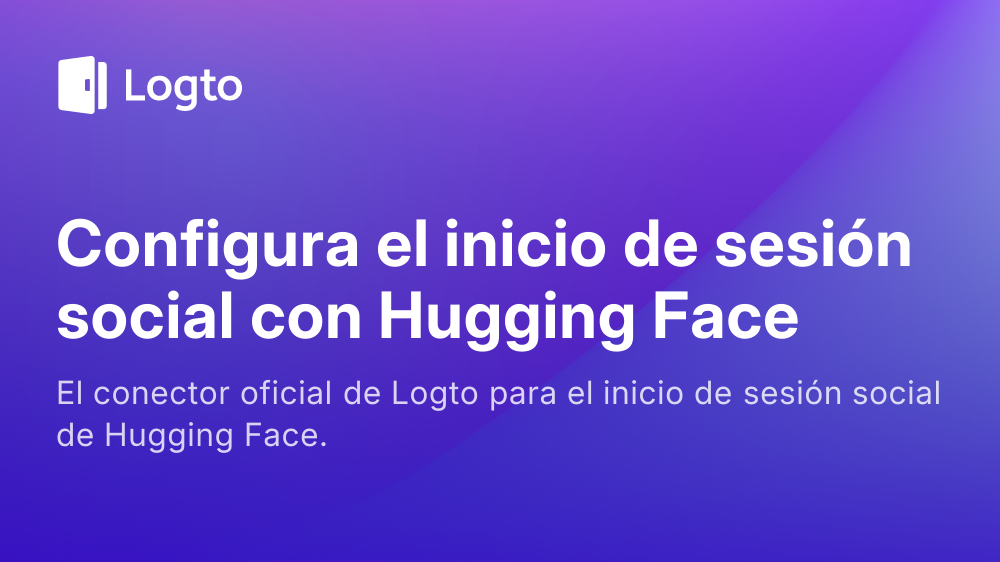 Logto
Configura el inicio de sesión
social con Hugging Face
El conector oficial de Logto para el inicio de sesión social
de Hugging Face.